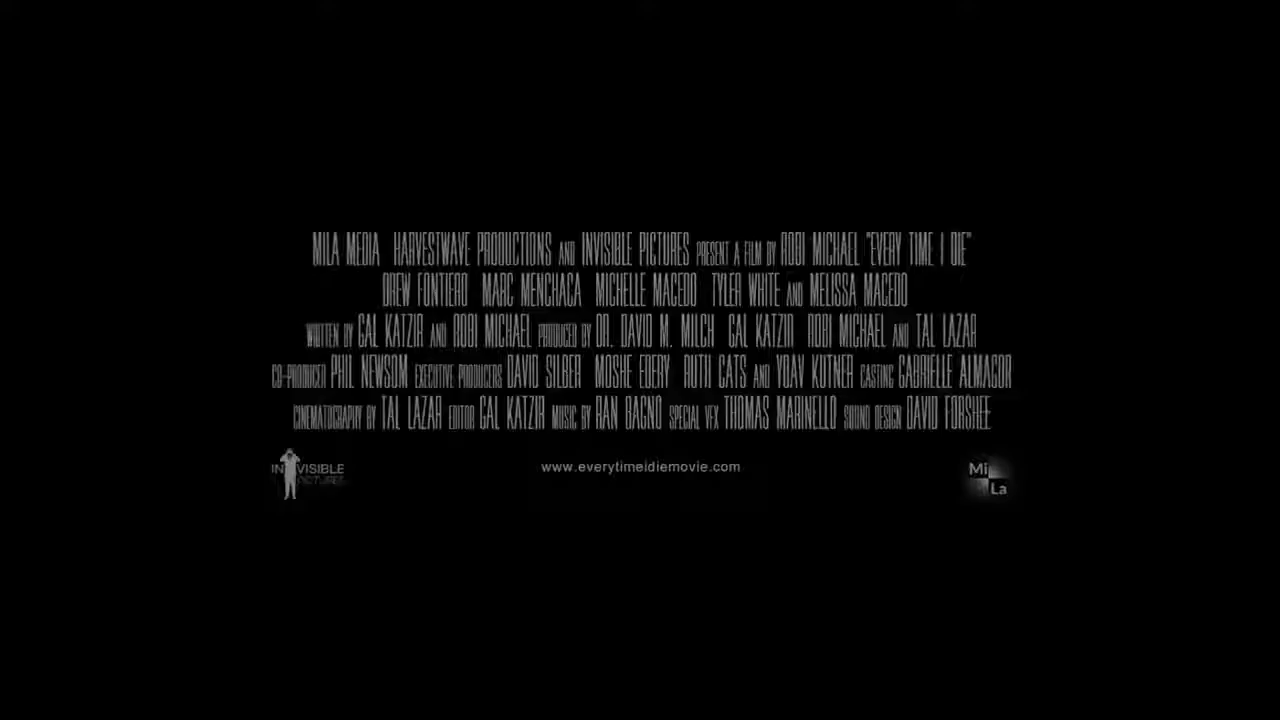 MILA MEDIA HARVESTWAVE PRODUCTIONS AND INVISIBLE PICTURES PRESENT A FILM BY ROBI MICHAEL "EVERY TIME I DIE"
DREW FONTIERO MARC MENCHACA MICHELLE MACEDO TYLER WHITE AND MELISSA MACEDO
WRITTEN BY GAL KATZIR AND ROBI MICHAEL PRODUCED BY DR. DAVID M. MILCH GAL KATZIR ROBI MICHAEL AND TAL LAZAR
CO-PRODUCED PHIL NEWSOM EXECUTIVE PRODUCERS DAVID SILBER MOSHE EDERY RUTH CATS AND YOAV KUTNER CASTING GABRIELLE ALMAGOR
CINEMATOGRAPHY BY TAL LAZAR EDITOR GAL KATZIR MUSIC BY RAN BAGNO SPECIAL VFX THOMAS MARINELLO SOUND DESIGN DAVID FORSHEE
INVISIBLE
PICTURES
www.everytimeidiemovie.com
Mi
La